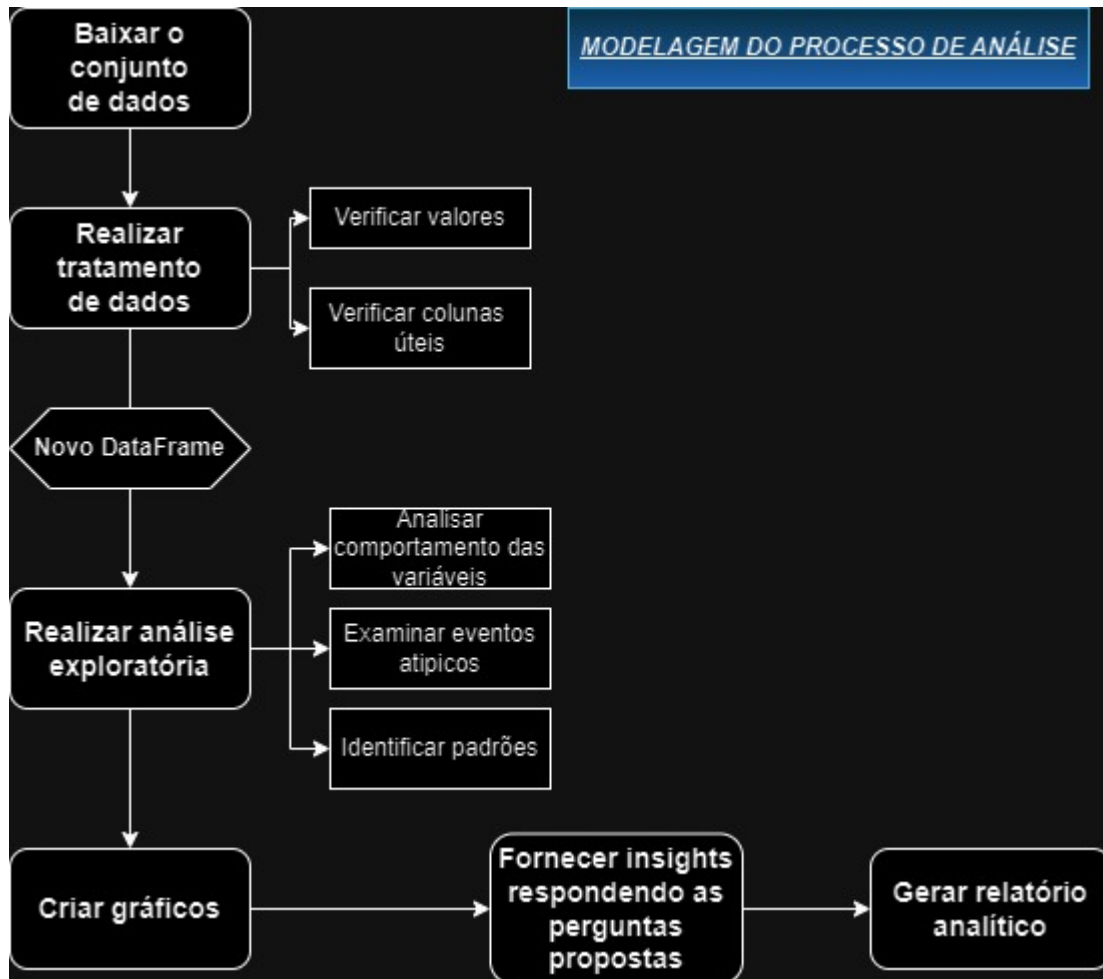 Baixar o
conjunto
de dados
MODELAGEM DO PROCESSO DE ANÁLISE
Realizar
tratamento
de dados
Verificar valores
Verificar colunas
úteis
Novo DataFrame
Analisar
comportamento das
variáveis
Realizar análise
exploratória
Examinar eventos
atipicos
Identificar padrões
Criar gráficos
Fornecer insights
respondendo as
perguntas
propostas
Gerar relatório
analítico